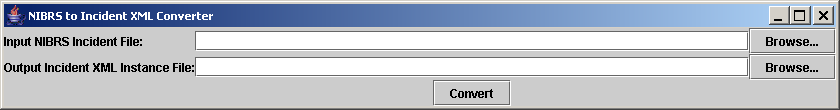 NIBRS to Incident XML Converter
Input NIBRS Incident File: Browse...
Output Incident XML Instance File: Browse...
Convert